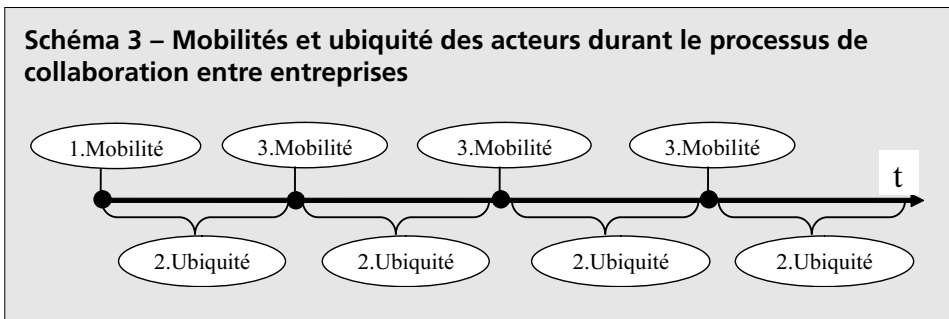 Schéma 3 – Mobilités et ubiquité des acteurs durant le processus de
collaboration entre entreprises
1.Mobilité
3.Mobilité
3.Mobilité
3.Mobilité
t
2.Ubiquité
2.Ubiquité
2.Ubiquité
2.Ubiquité